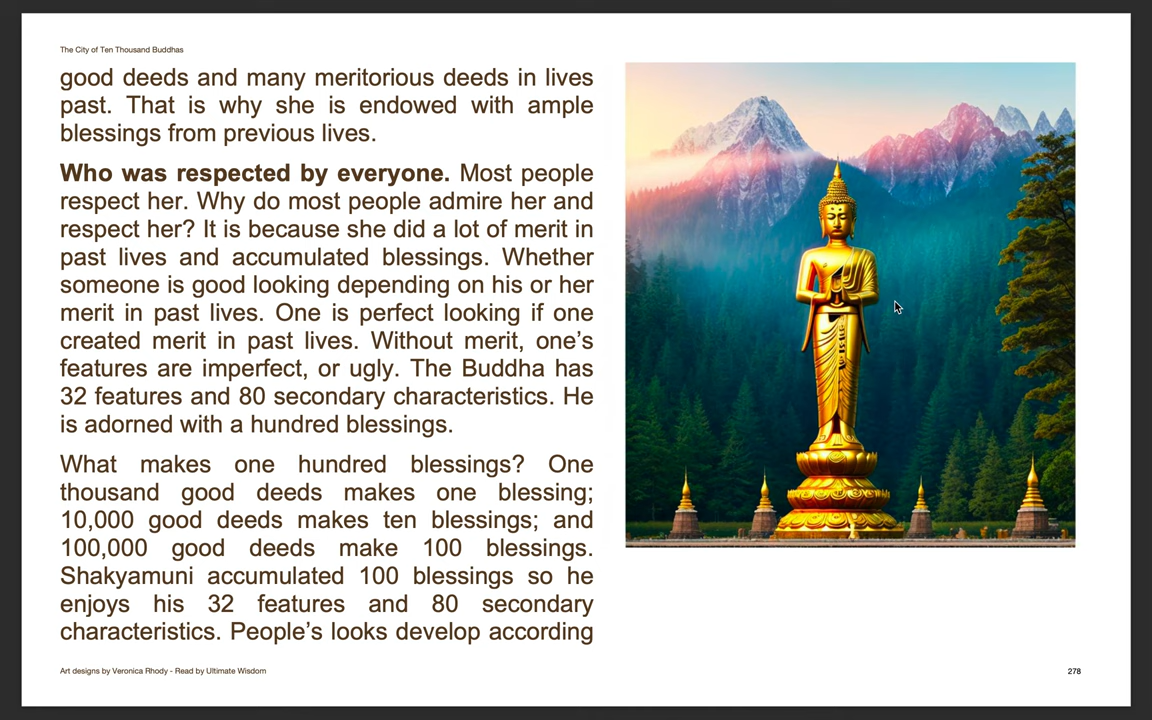 The City of Ten Thousand Buddhas
good deeds and many meritorious deeds in lives
past. That is why she is endowed with ample
blessings from previous lives.
Who was respected by everyone. Most people
respect her. Why do most people admire her and
respect her? It is because she did a lot of merit in
past lives and accumulated blessings. Whether
someone is good looking depending on his or her
merit in past lives. One is perfect looking if one
created merit in past lives. Without merit, one’s
features are imperfect, or ugly. The Buddha has
32 features and 80 secondary characteristics. He
is adorned with a hundred blessings.
What makes one hundred blessings? One
thousand good deeds makes one blessing;
10,000 good deeds makes ten blessings; and
100,000 good deeds make 100 blessings.
Shakyamuni accumulated 100 blessings so he
enjoys his 32 features and 80 secondary
characteristics. People’s looks develop according
Art designs by Veronica Rhody - Read by Ultimate Wisdom
278